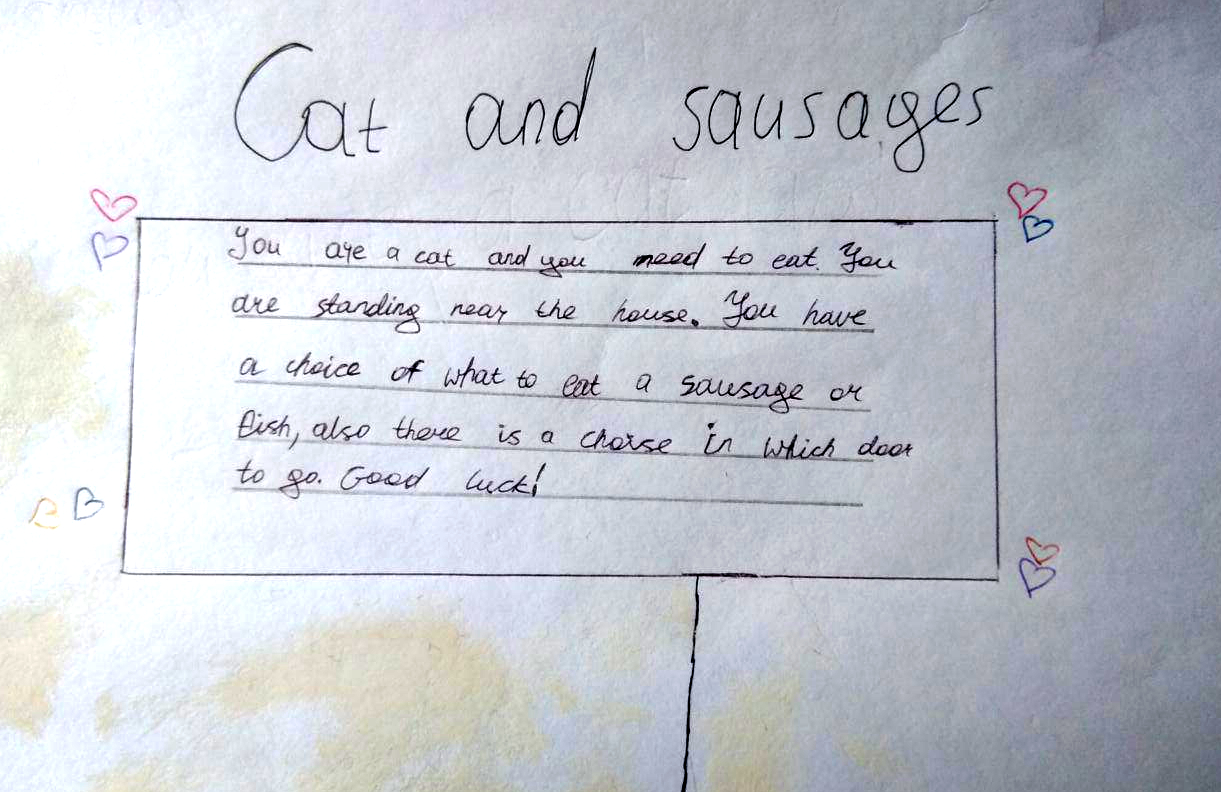 Cat and sausages
You are a cat and you need to eat. You
are standing near the house. You have
a choice of what to eat a sausage or
fish, also there is a choise in which door
to go. Good luck!